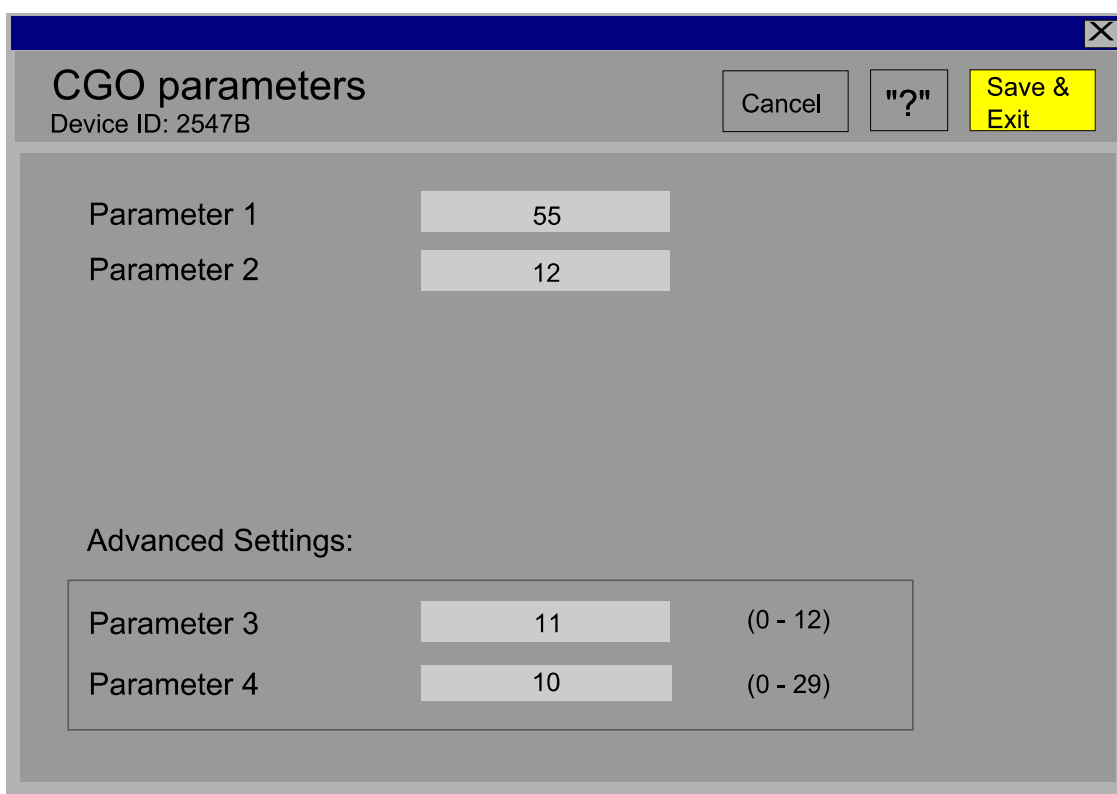 CGO parameters
Device ID: 2547B
Cancel
"?"
Save &
Exit
Parameter 1 55
Parameter 2 12
Advanced Settings:
Parameter 3 11 (0 - 12)
Parameter 4 10 (0 - 29)